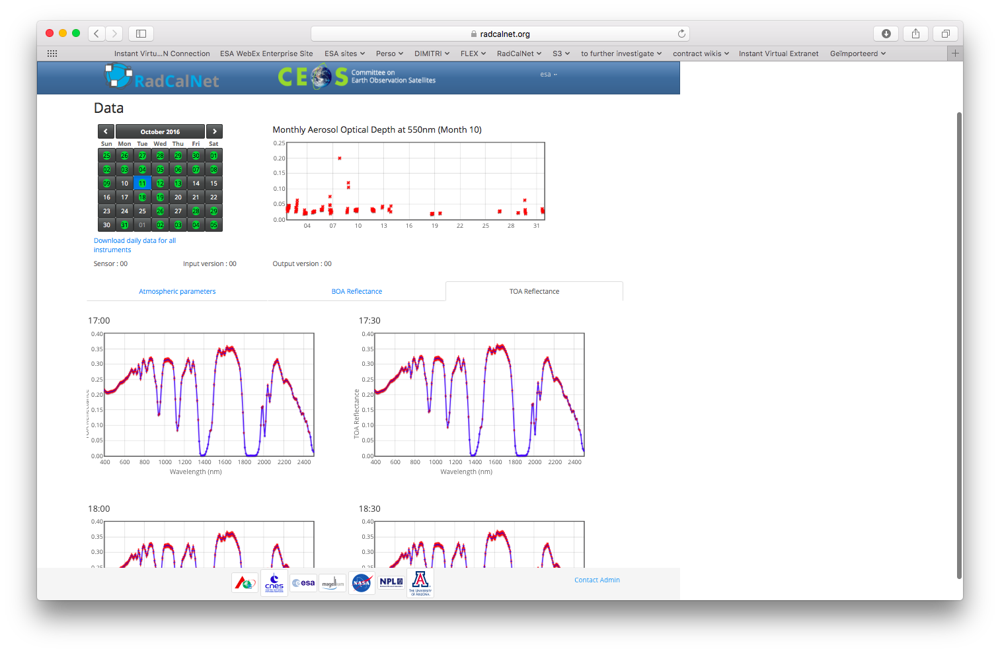 radcalnet.org
Instant Virtu...N Connection ESA WebEx Enterprise Site ESA sites Perso DIMITRI FLEX RadCalNet S3 to further investigate contract wikis Instant Virtual Extranet Geïmporteerd
RadCalNet
CEOS
Committee on
Earth Observation Satellites
esa
Data
October 2016
Sun Mon Tue Wed Thu Fri Sat
25 26 27 28 29 30 01
02 03 04 05 06 07 08
09 10 11 12 13 14 15
16 17 18 19 20 21 22
23 24 25 26 27 28 29
30 31 01 02 03 04 05
Download daily data for all
instruments
Monthly Aerosol Optical Depth at 550nm (Month 10)
0.25
0.20
0.15
0.10
0.05
0.00
04 07 10 13 16 19 22 25 28 31
Sensor : 00 Input version : 00 Output version : 00
Atmospheric parameters BOA Reflectance TOA Reflectance
17:00
0.40
0.35
0.30
0.25
0.20
0.15
0.10
0.05
0.00
400 600 800 1000 1200 1400 1600 1800 2000 2200 2400
Wavelength (nm)
17:30
TOA Reflectance
0.40
0.35
0.30
0.25
0.20
0.15
0.10
0.05
0.00
400 600 800 1000 1200 1400 1600 1800 2000 2200 2400
Wavelength (nm)
18:00
0.40
0.35
0.30
18:30
0.40
0.35
0.30
cnes
esa
magellium
NASA
NPL
A
THE UNIVERSITY
OF ARIZONA.
Contact Admin